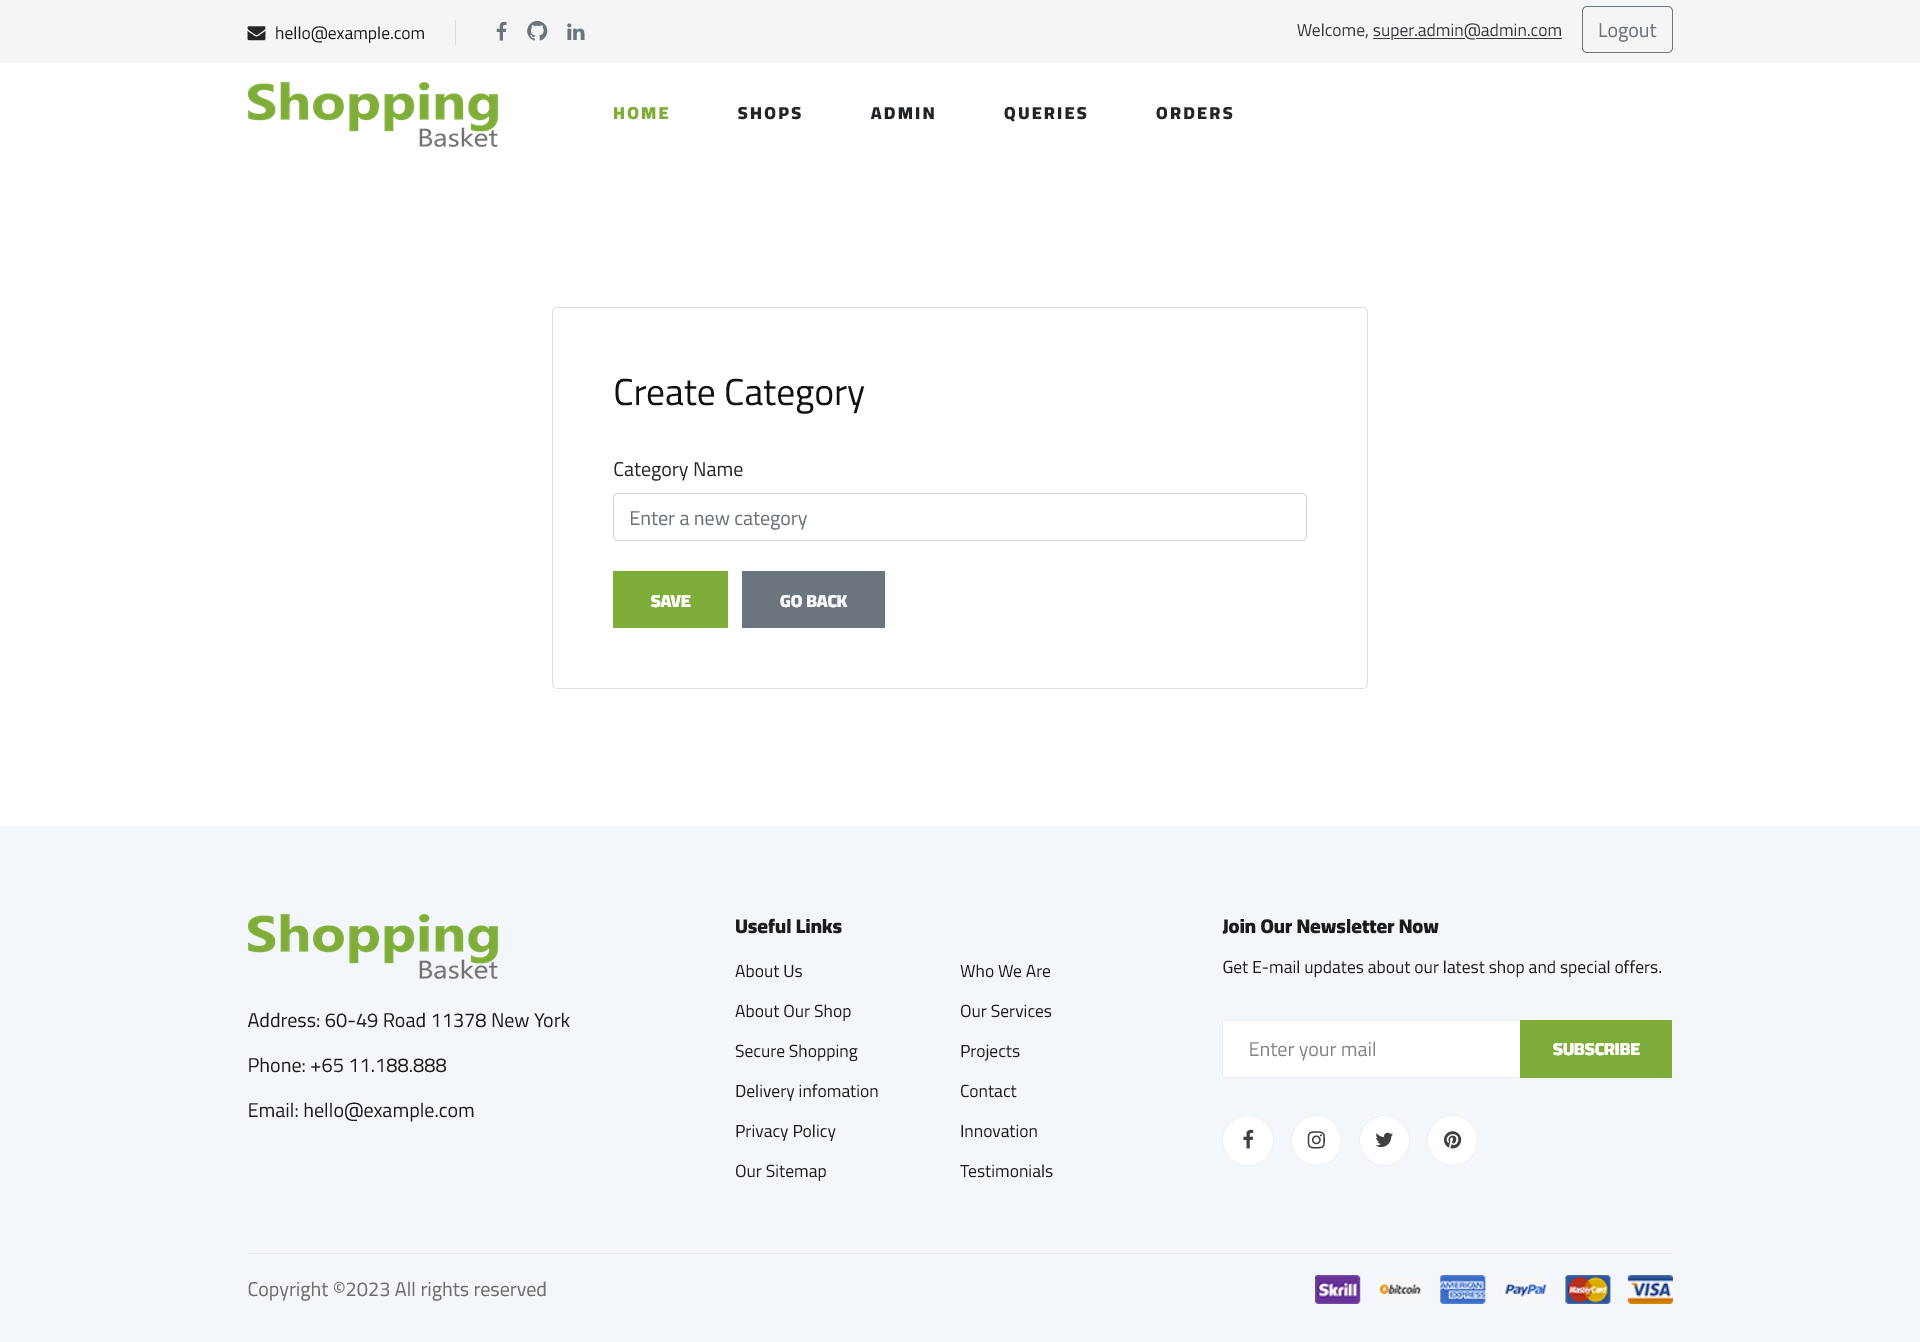 hello@example.com
Welcome, super.admin@admin.com
Logout
Shopping
Basket
HOME
SHOPS
ADMIN
QUERIES
ORDERS
Create Category
Category Name
Enter a new category
SAVE
GO BACK
Shopping
Basket
Address: 60-49 Road 11378 New York
Phone: +65 11.188.888
Email: hello@example.com
Useful Links
About Us
About Our Shop
Secure Shopping
Delivery infomation
Privacy Policy
Our Sitemap
Who We Are
Our Services
Projects
Contact
Innovation
Testimonials
Join Our Newsletter Now
Get E-mail updates about our latest shop and special offers.
Enter your mail
SUBSCRIBE
Copyright ©2023 All rights reserved
Skrill
bitcoin
AMERICAN
EXPRESS
PayPal
MasterCard
VISA